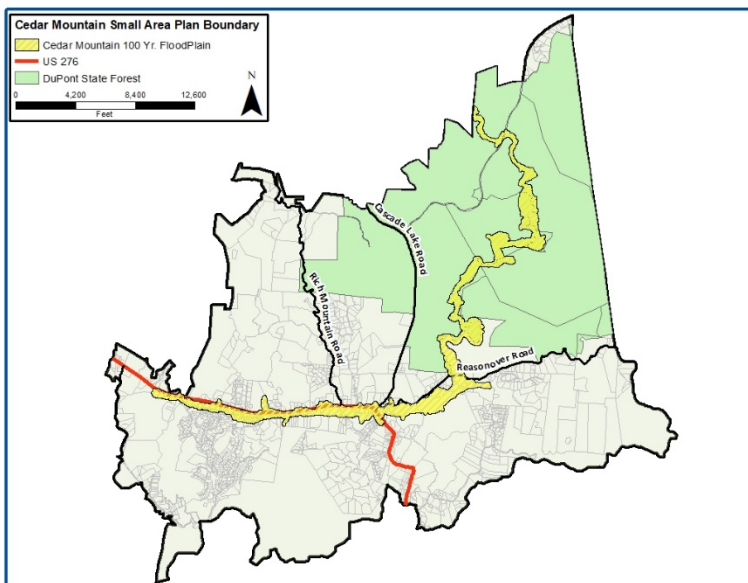 Cedar Mountain Small Area Plan Boundary
Cedar Mountain 100 Yr. FloodPlain
US 276
DuPont State Forest
N
0 4,200 8,400 12,600
Feet
Cascade Lake Road
Rich Mountain Road
Reasonover Road